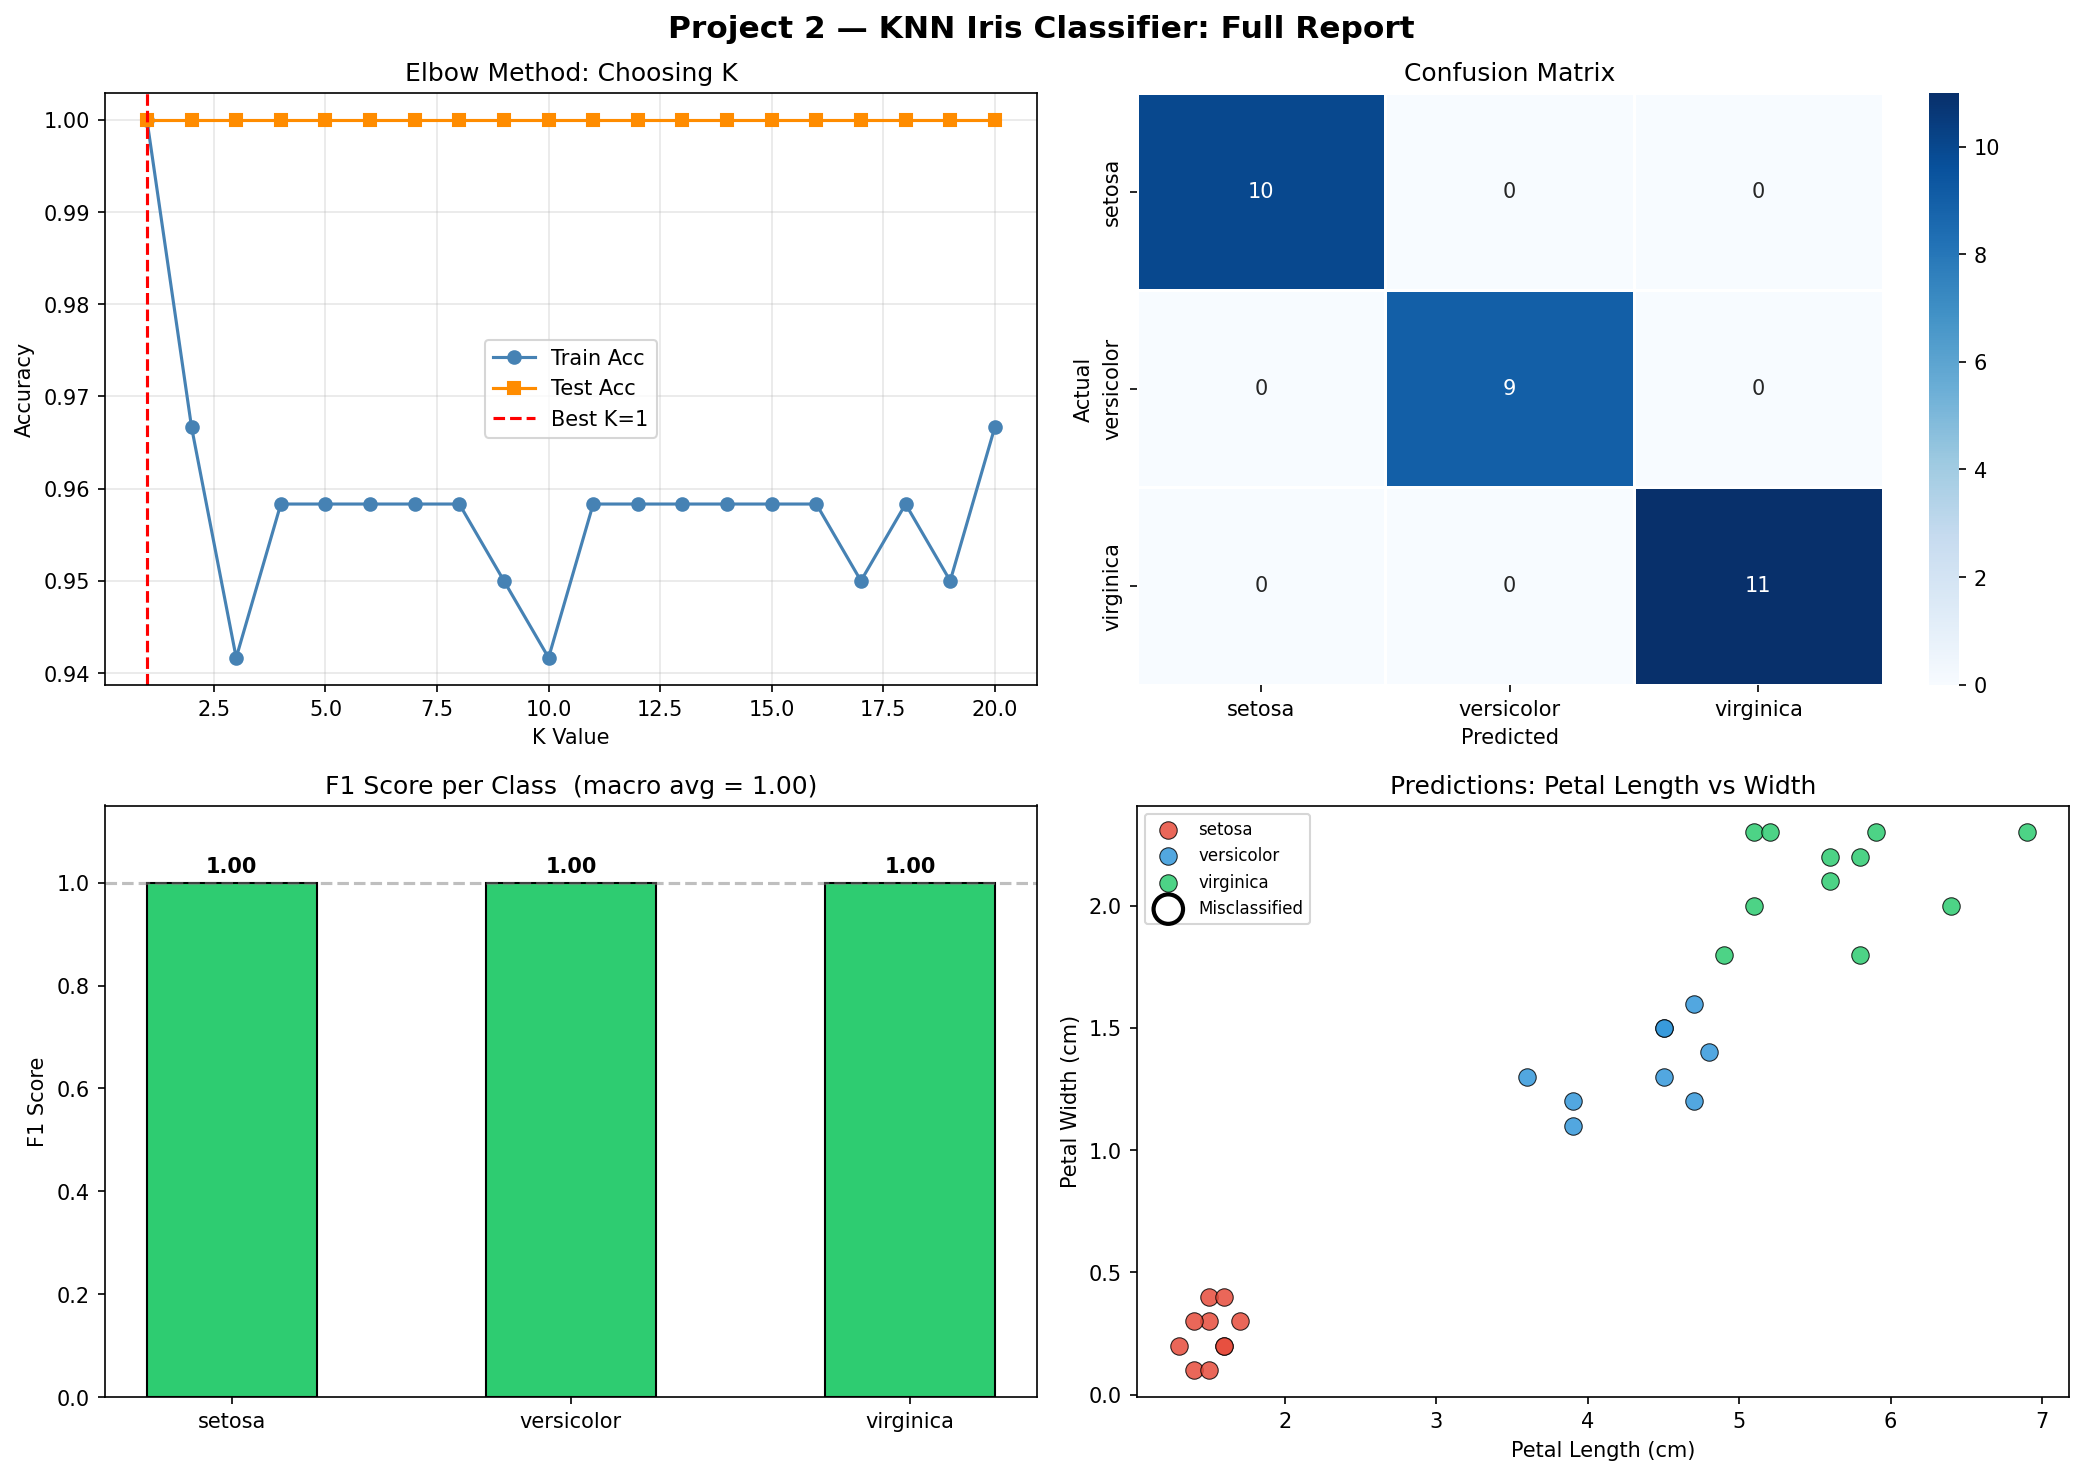 Project 2 — KNN Iris Classifier: Full Report
Elbow Method: Choosing K
Accuracy
1.00
0.99
0.98
0.97
0.96
0.95
0.94
Train Acc
Test Acc
Best K=1
2.5 5.0 7.5 10.0 12.5 15.0 17.5 20.0
K Value
Confusion Matrix
Actual
setosa
versicolor
virginica
10 0 0
0 9 0
0 0 11
setosa versicolor virginica
Predicted
10
8
6
4
2
0
F1 Score per Class  (macro avg = 1.00)
F1 Score
1.0
0.8
0.6
0.4
0.2
0.0
1.00 1.00 1.00
setosa versicolor virginica
Predictions: Petal Length vs Width
Petal Width (cm)
2.0
1.5
1.0
0.5
0.0
setosa
versicolor
virginica
Misclassified
2 3 4 5 6 7
Petal Length (cm)